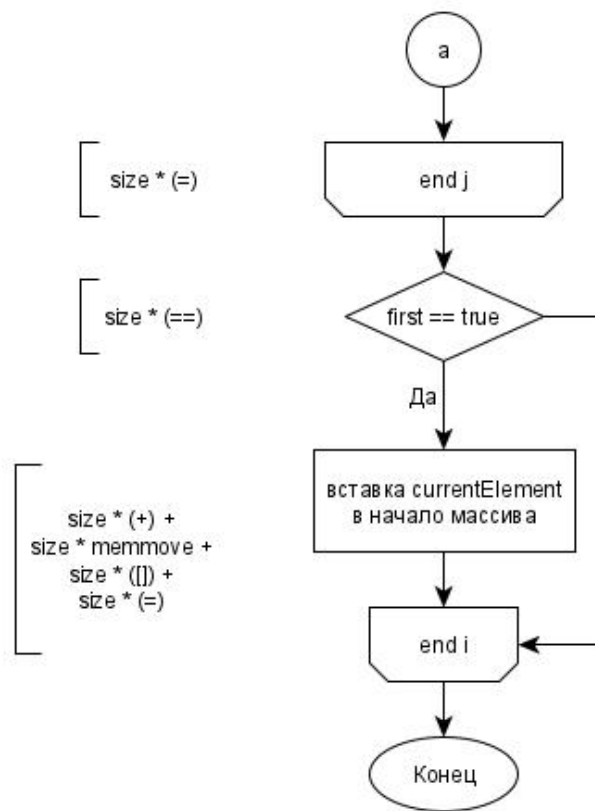 a
size * (=)
end j
size * (==)
first == true
Да
size * (+) +
size * memmove +
size * ([]) +
size * (=)
вставка currentElement
в начало массива
end i
Конец